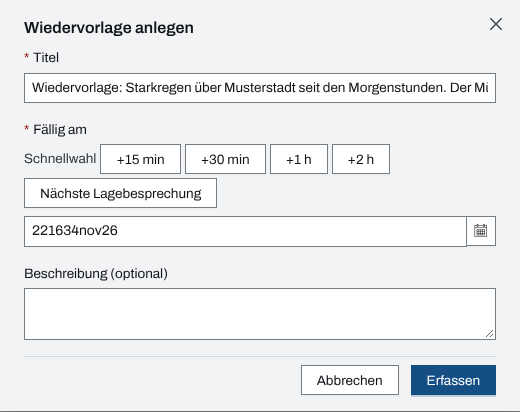 Wiedervorlage anlegen
* Titel
Wiedervorlage: Starkregen über Musterstadt seit den Morgenstunden. Der Mü
* Fällig am
Schnellwahl +15 min +30 min +1 h +2 h
Nächste Lagebesprechung
221634nov26
Beschreibung (optional)
Abbrechen Erfassen